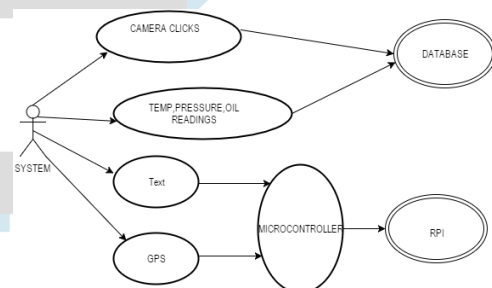 CAMERA CLICKS
DATABASE
TEMP,PRESSURE,OIL
READINGS
SYSTEM
Text
MICROCONTROLLER
RPI
GPS